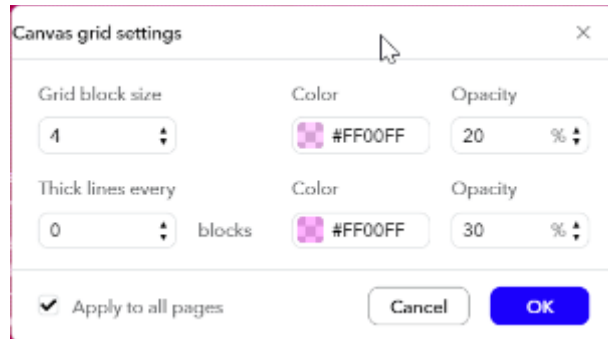 Canvas grid settings
Grid block size Color Opacity
4 #FF00FF 20 %
Thick lines every Color Opacity
0 blocks #FF00FF 30 %
Apply to all pages Cancel OK